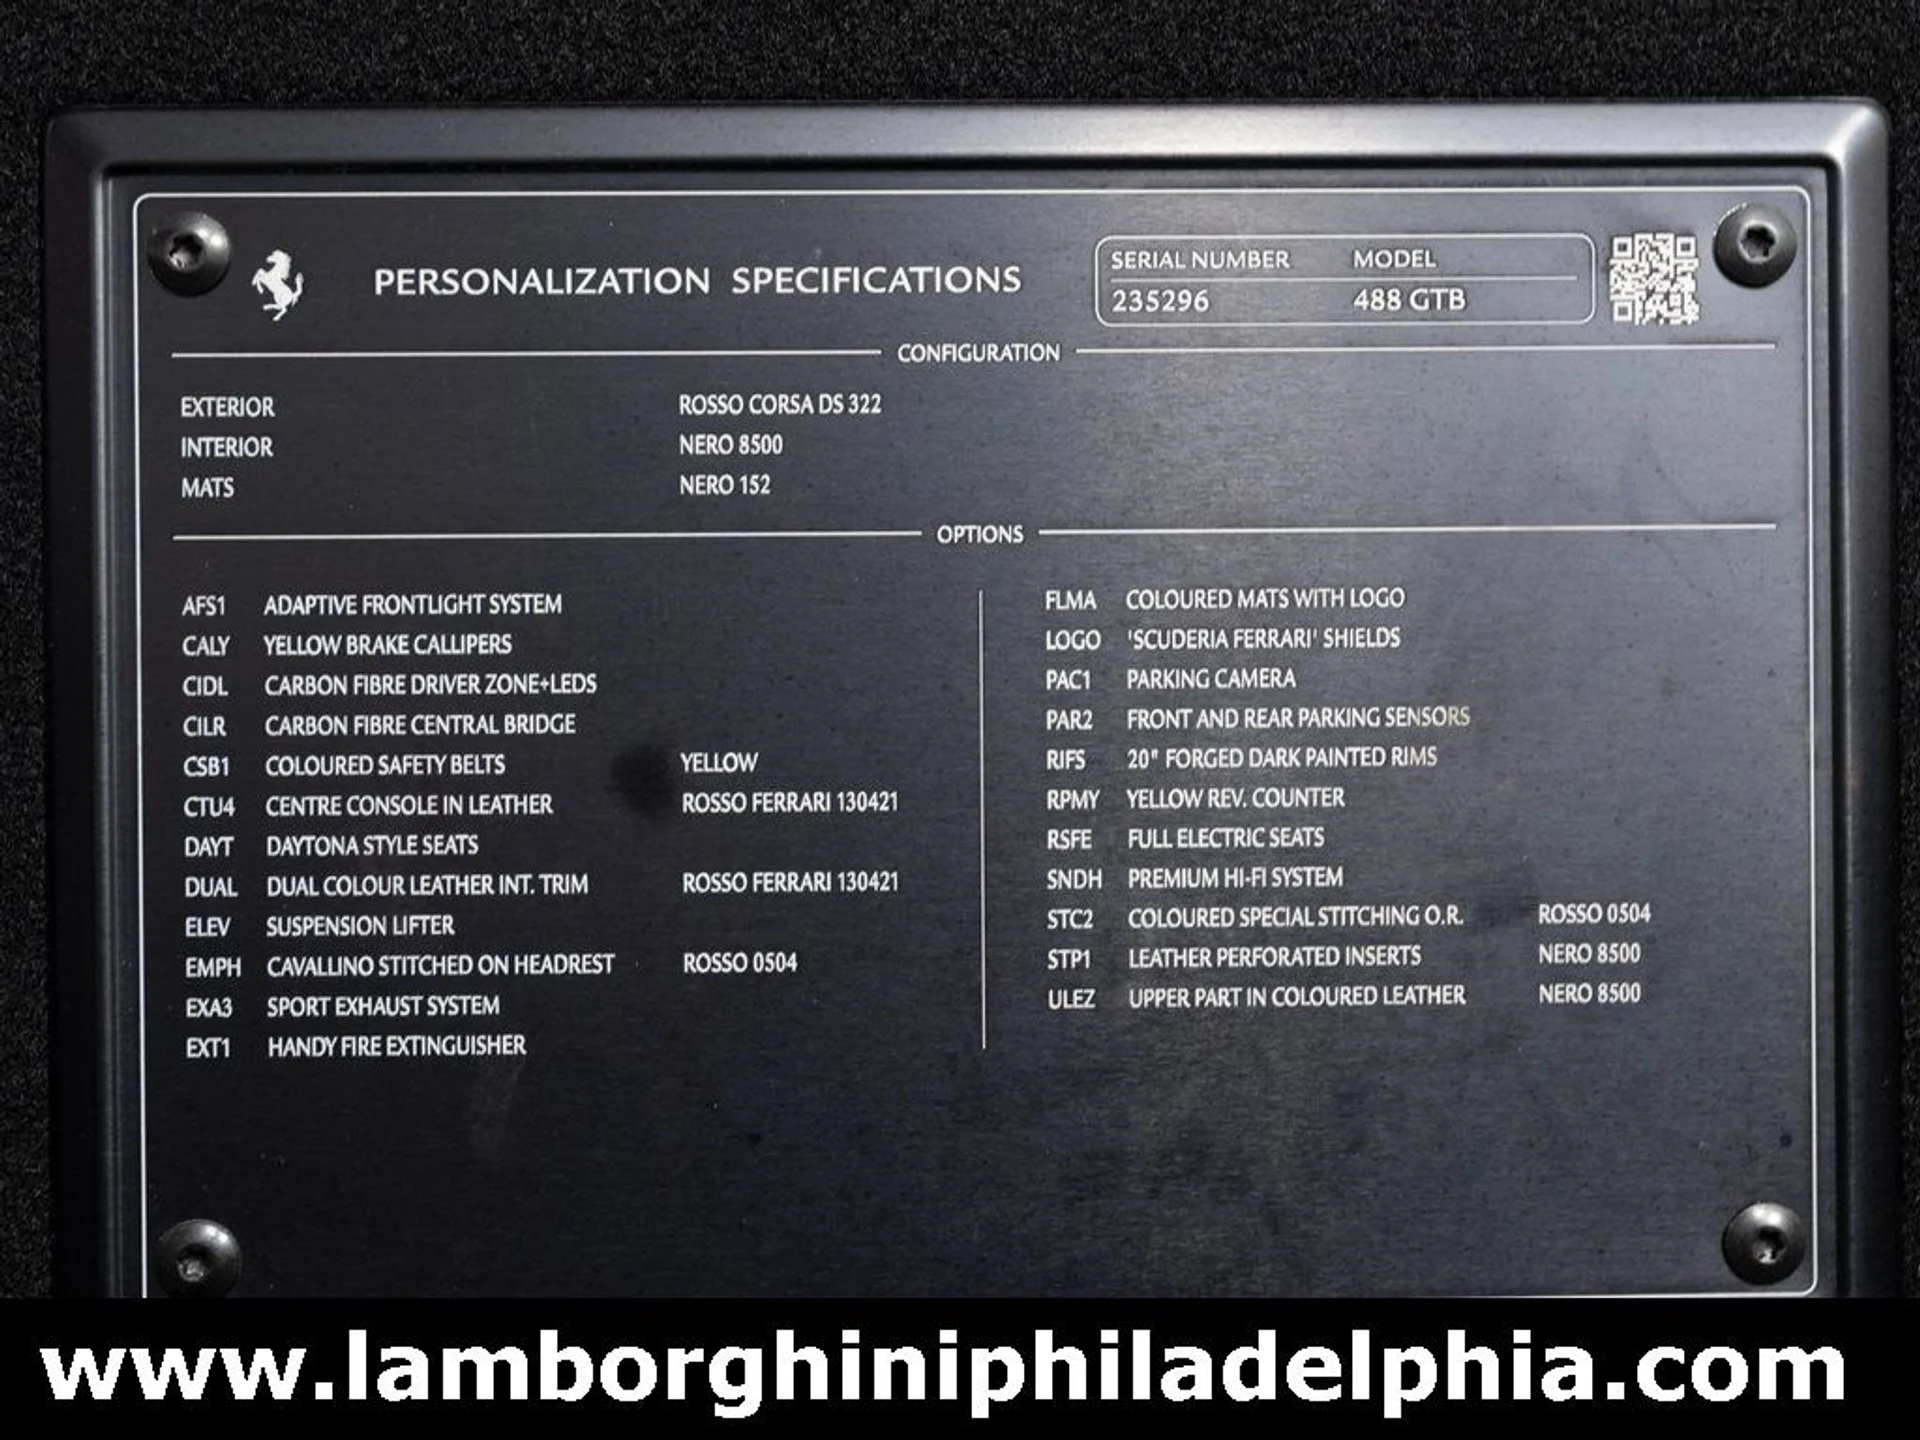 PERSONALIZATION SPECIFICATIONS
SERIAL NUMBER MODEL
235296 488 GTB
CONFIGURATION
EXTERIOR ROSSO CORSA DS 322
INTERIOR NERO 8500
MATS NERO 152
OPTIONS
AFS1 ADAPTIVE FRONTLIGHT SYSTEM
CALY YELLOW BRAKE CALLIPERS
CIDL CARBON FIBRE DRIVER ZONE+LEDS
CILR CARBON FIBRE CENTRAL BRIDGE
CSB1 COLOURED SAFETY BELTS YELLOW
CTU4 CENTRE CONSOLE IN LEATHER ROSSO FERRARI 130421
DAYT DAYTONA STYLE SEATS
DUAL DUAL COLOUR LEATHER INT. TRIM ROSSO FERRARI 130421
ELEV SUSPENSION LIFTER
EMPH CAVALLINO STITCHED ON HEADREST ROSSO 0504
EXA3 SPORT EXHAUST SYSTEM
EXT1 HANDY FIRE EXTINGUISHER
FLMA COLOURED MATS WITH LOGO
LOGO 'SCUDERIA FERRARI' SHIELDS
PAC1 PARKING CAMERA
PAR2 FRONT AND REAR PARKING SENSORS
RIFS 20" FORGED DARK PAINTED RIMS
RPMY YELLOW REV. COUNTER
RSFE FULL ELECTRIC SEATS
SNDH PREMIUM HI-FI SYSTEM
STC2 COLOURED SPECIAL STITCHING O.R. ROSSO 0504
STP1 LEATHER PERFORATED INSERTS NERO 8500
ULEZ UPPER PART IN COLOURED LEATHER NERO 8500
www.lamborghiniphiladelphia.com